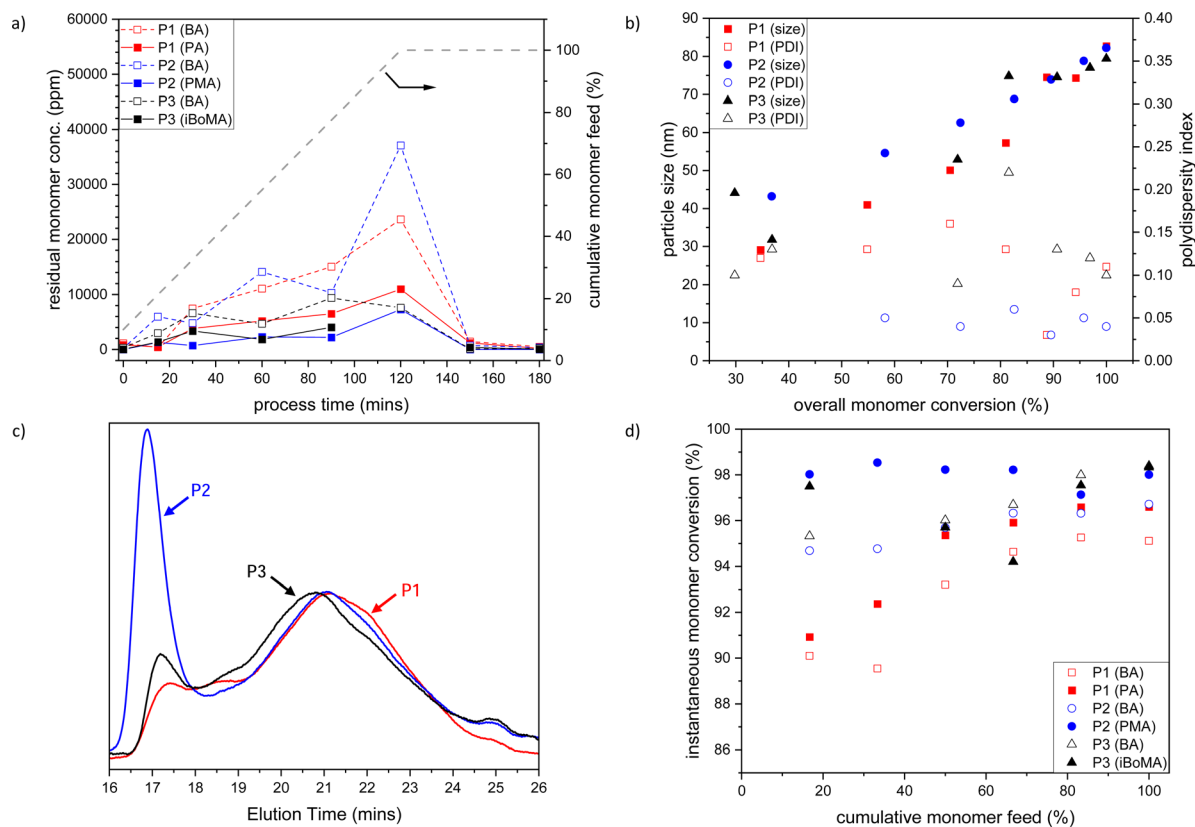 a)
60000
50000
40000
30000
20000
10000
0
residual monomer conc. (ppm)
P1 (BA)
P1 (PA)
P2 (BA)
P2 (PMA)
P3 (BA)
P3 (iBoMA)
100
80
60
40
20
0
cumulative monomer feed (%)
0 20 40 60 80 100 120 140 160 180
process time (mins)
b)
90
80
70
60
50
40
30
20
10
0
particle size (nm)
P1 (size)
P1 (PDI)
P2 (size)
P2 (PDI)
P3 (size)
P3 (PDI)
0.40
0.35
0.30
0.25
0.20
0.15
0.10
0.05
0.00
polydispersity index
30 40 50 60 70 80 90 100
overall monomer conversion (%)
c)
P2
P3
P1
16 17 18 19 20 21 22 23 24 25 26
Elution Time (mins)
d)
100
98
96
94
92
90
88
86
instantaneous monomer conversion (%)
P1 (BA)
P1 (PA)
P2 (BA)
P2 (PMA)
P3 (BA)
P3 (iBoMA)
0 20 40 60 80 100
cumulative monomer feed (%)